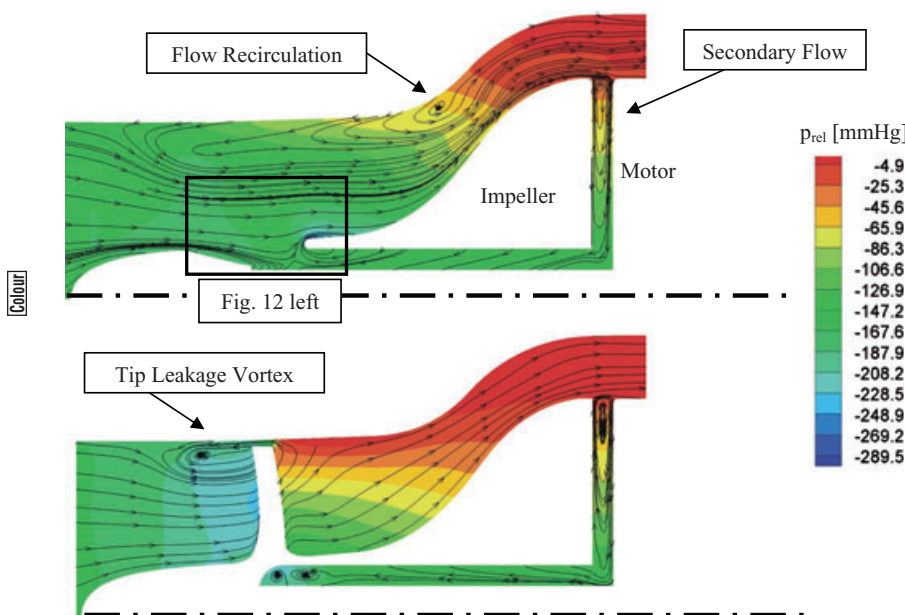 Flow Recirculation
Secondary Flow
p_rel [mmHg]
Impeller
Motor
-4.9
-25.3
-45.6
-65.9
-86.3
-106.6
-126.9
-147.2
-167.6
-187.9
-208.2
-228.5
-248.9
-269.2
-289.5
Colour
Fig. 12 left
Tip Leakage Vortex